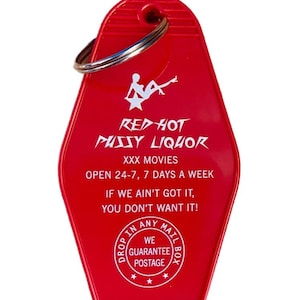 RED HOT
PUSSY LIQUOR
XXX MOVIES
OPEN 24-7, 7 DAYS A WEEK
IF WE AIN'T GOT IT,
YOU DON'T WANT IT!
DROP IN ANY MAIL BOX
WE
GUARANTEE
POSTAGE